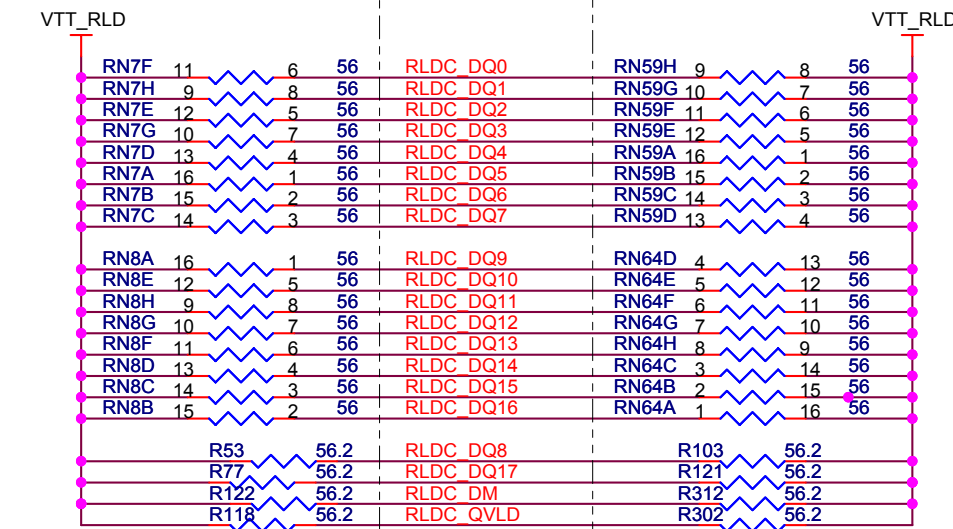 VTT_RLD VTT_RLD
RN7F 11 6 56 RLDC_DQ0 RN59H 9 8 56
RN7H 9 8 56 RLDC_DQ1 RN59G 10 7 56
RN7E 12 5 56 RLDC_DQ2 RN59F 11 6 56
RN7G 10 7 56 RLDC_DQ3 RN59E 12 5 56
RN7D 13 4 56 RLDC_DQ4 RN59A 16 1 56
RN7A 16 1 56 RLDC_DQ5 RN59B 15 2 56
RN7B 15 2 56 RLDC_DQ6 RN59C 14 3 56
RN7C 14 3 56 RLDC_DQ7 RN59D 13 4 56
RN8A 16 1 56 RLDC_DQ9 RN64D 4 13 56
RN8E 12 5 56 RLDC_DQ10 RN64E 5 12 56
RN8H 9 8 56 RLDC_DQ11 RN64F 6 11 56
RN8G 10 7 56 RLDC_DQ12 RN64G 7 10 56
RN8F 11 6 56 RLDC_DQ13 RN64H 8 9 56
RN8D 13 4 56 RLDC_DQ14 RN64C 3 14 56
RN8C 14 3 56 RLDC_DQ15 RN64B 2 15 56
RN8B 15 2 56 RLDC_DQ16 RN64A 1 16 56
R53 56.2 RLDC_DQ8 R103 56.2
R77 56.2 RLDC_DQ17 R121 56.2
R122 56.2 RLDC_DM R312 56.2
R118 56.2 RLDC_QVLD R302 56.2